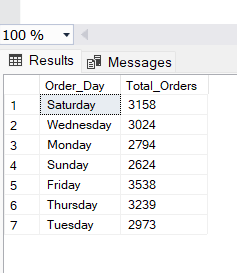 100 %
Results Messages
Order_Day Total_Orders
1 Saturday 3158
2 Wednesday 3024
3 Monday 2794
4 Sunday 2624
5 Friday 3538
6 Thursday 3239
7 Tuesday 2973